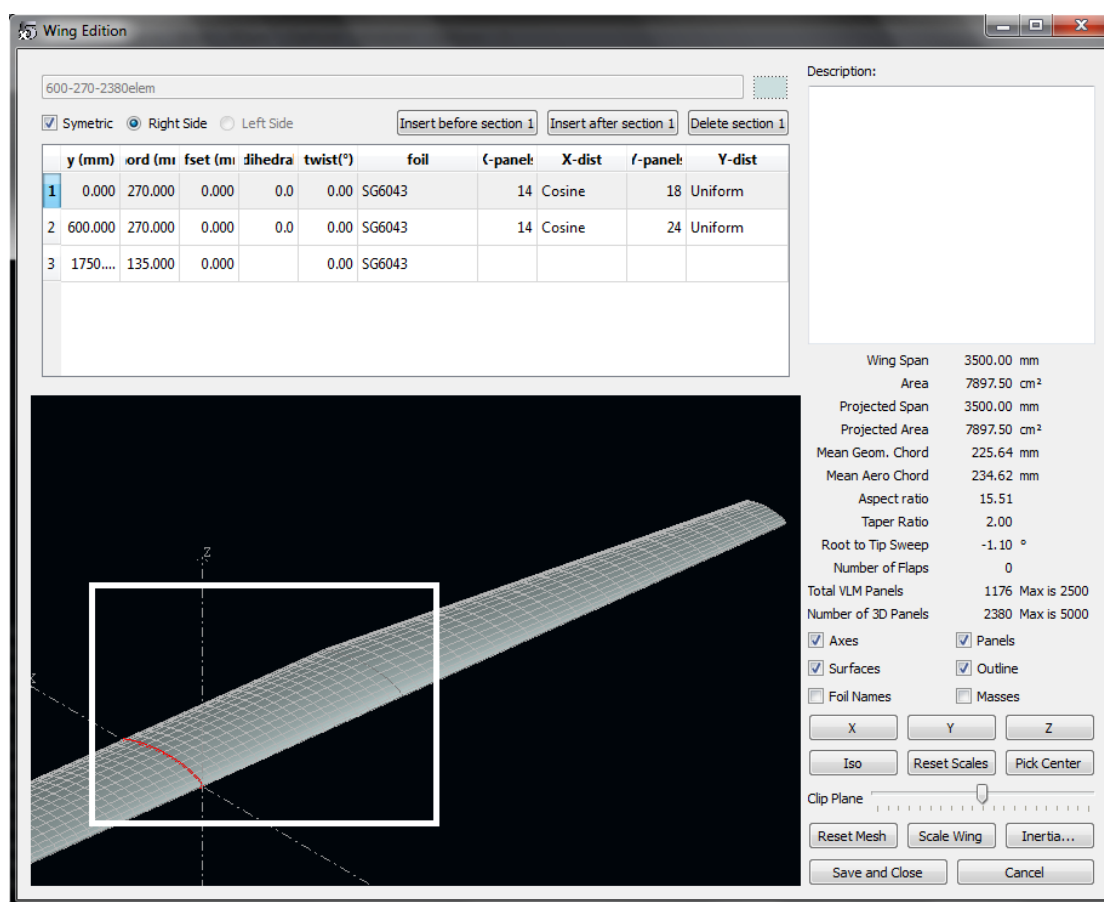 Wing Edition
600-270-2380elem
Symetric Right Side Left Side Insert before section 1 Insert after section 1 Delete section 1
y (mm) ord (m fset (m dihedra twist(°) foil -panel X-dist -panel Y-dist
1 0.000 270.000 0.000 0.0 0.00 SG6043 14 Cosine 18 Uniform
2 600.000 270.000 0.000 0.0 0.00 SG6043 14 Cosine 24 Uniform
3 1750.... 135.000 0.000 0.00 SG6043
Z
X
Description:
Wing Span 3500.00 mm
Area 7897.50 cm²
Projected Span 3500.00 mm
Projected Area 7897.50 cm²
Mean Geom. Chord 225.64 mm
Mean Aero Chord 234.62 mm
Aspect ratio 15.51
Taper Ratio 2.00
Root to Tip Sweep -1.10 °
Number of Flaps 0
Total VLM Panels 1176 Max is 2500
Number of 3D Panels 2380 Max is 5000
Axes Panels
Surfaces Outline
Foil Names Masses
X Y Z
Iso Reset Scales Pick Center
Clip Plane
Reset Mesh Scale Wing Inertia...
Save and Close Cancel